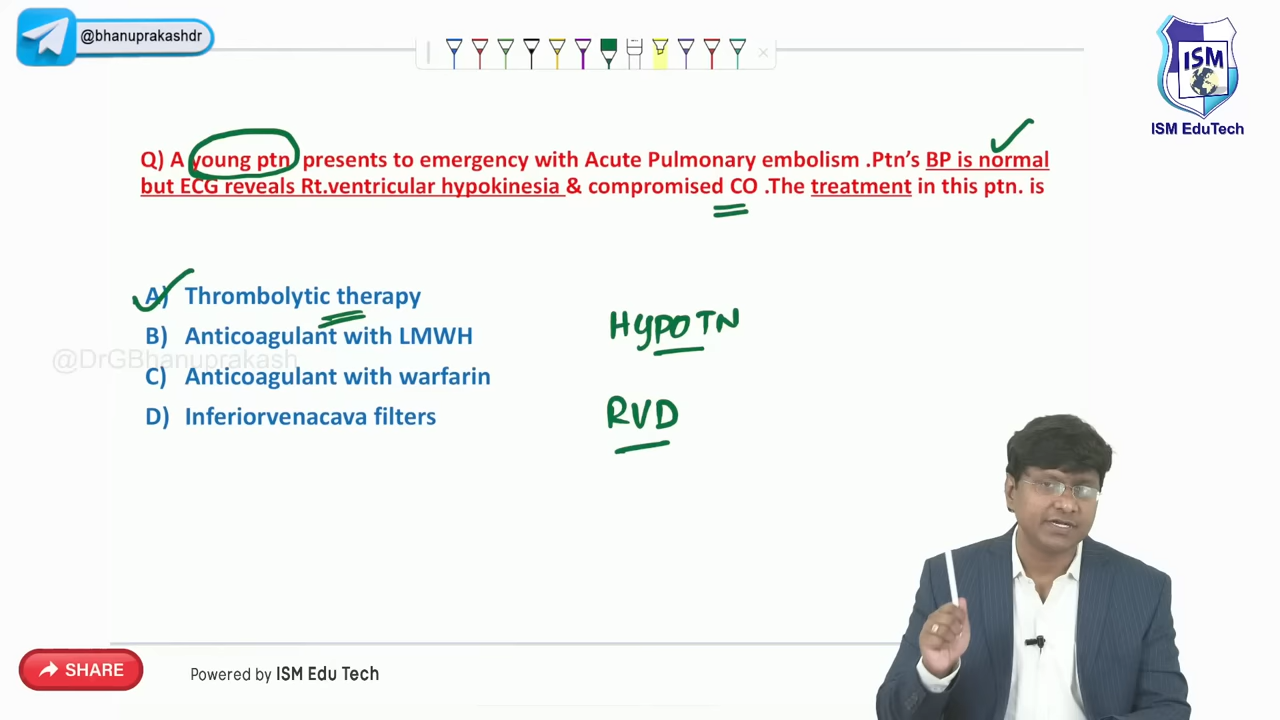 @bhanuprakashdr
ISM
ISM EduTech
Q) A young ptn presents to emergency with Acute Pulmonary embolism .Ptn's BP is normal
but ECG reveals Rt.ventricular hypokinesia & compromised CO .The treatment in this ptn. is
A) Thrombolytic therapy
B) Anticoagulant with LMWH
C) Anticoagulant with warfarin
D) Inferiorvenacava filters
HYPOTN
RVD
@DrGBhanuprakash
SHARE
Powered by ISM Edu Tech